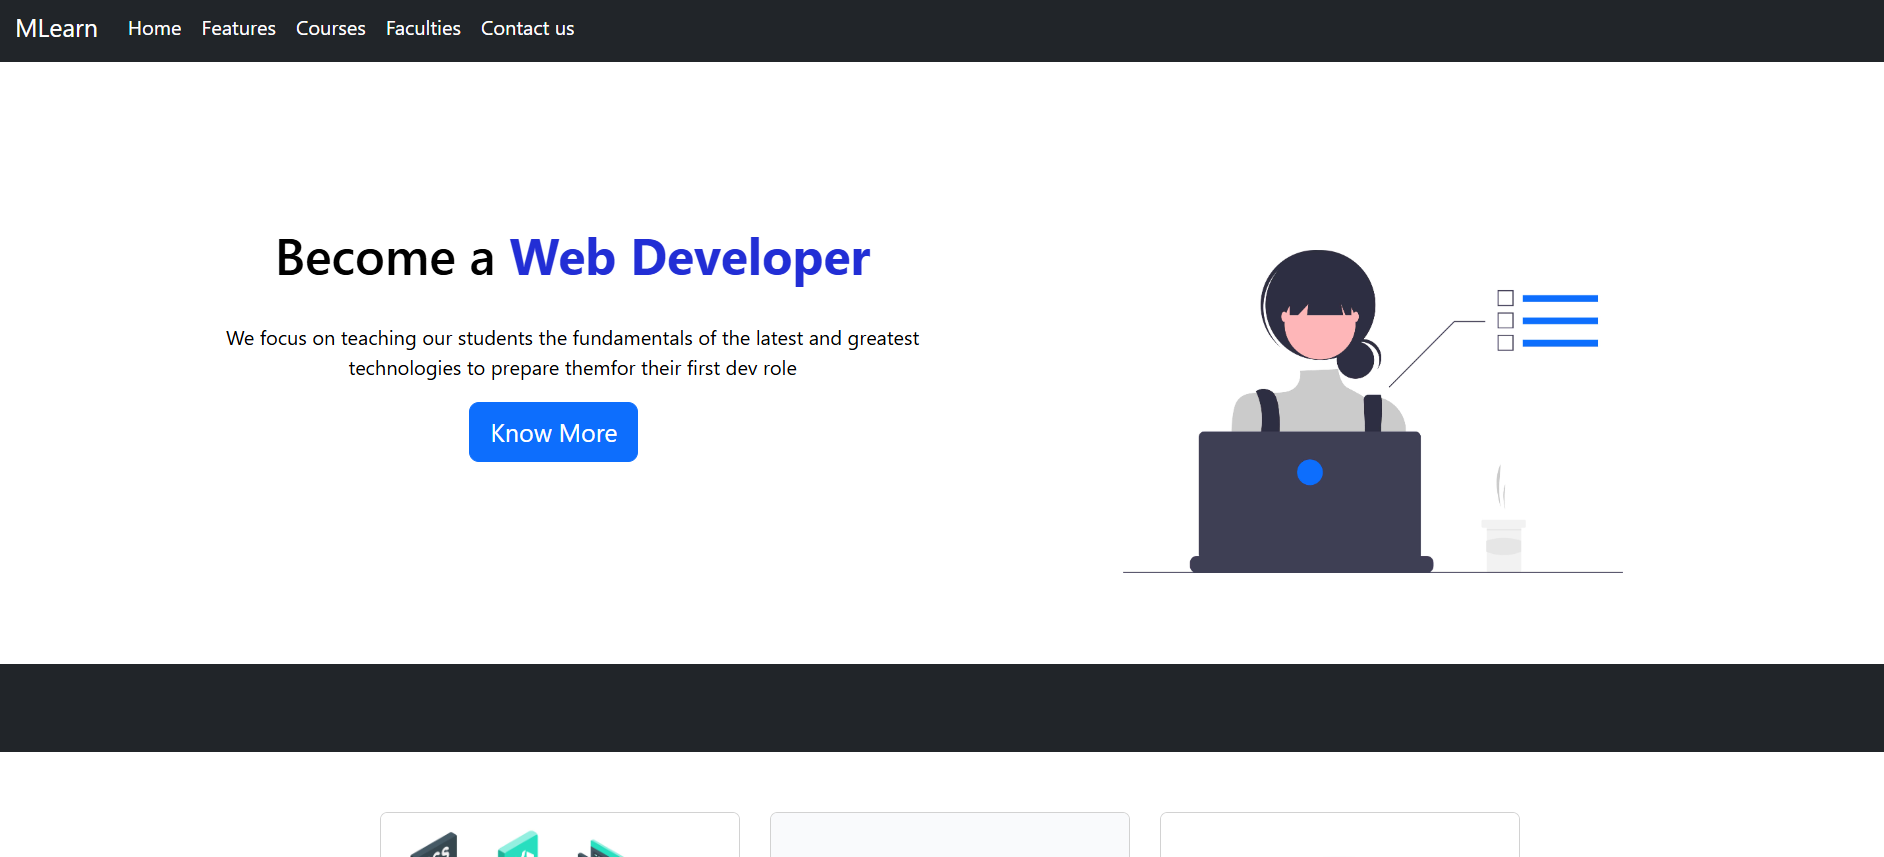 MLearn Home Features Courses Faculties Contact us
Become a Web Developer
We focus on teaching our students the fundamentals of the latest and greatest
technologies to prepare themfor their first dev role
Know More